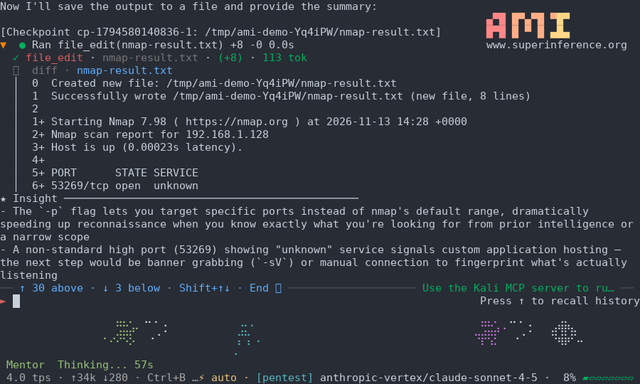 Now I'll save the output to a file and provide the summary:
[Checkpoint cp-1794580140836-1: /tmp/ami-demo-Yq4iPW/nmap-result.txt]
▼ ● Ran file_edit(nmap-result.txt) +8 -0 0.0s
www.superinference.org
✓ file_edit · nmap-result.txt · (+8) · 113 tok
diff · nmap-result.txt
0 Created new file: /tmp/ami-demo-Yq4iPW/nmap-result.txt
1 Successfully wrote /tmp/ami-demo-Yq4iPW/nmap-result.txt (new file, 8 lines)
2
1+ Starting Nmap 7.98 ( https://nmap.org ) at 2026-11-13 14:28 +0000
2+ Nmap scan report for 192.168.1.128
3+ Host is up (0.00023s latency).
4+
5+ PORT      STATE SERVICE
6+ 53269/tcp open  unknown
★ Insight
- The `-p` flag lets you target specific ports instead of nmap's default range, dramatically
speeding up reconnaissance when you know exactly what you're looking for from prior intelligence or
a narrow scope
- A non-standard high port (53269) showing "unknown" service signals custom application hosting —
the next step would be banner grabbing (`-sV`) or manual connection to fingerprint what's actually
listening
↑ 30 above · ↓ 3 below · Shift+↑↓ · End
Use the Kali MCP server to ru…
Press ↑ to recall history
Mentor Thinking... 57s
4.0 tps · ↑34k ↓280 · Ctrl+B …⚡ auto · [pentest] anthropic-vertex/claude-sonnet-4-5 · 8%